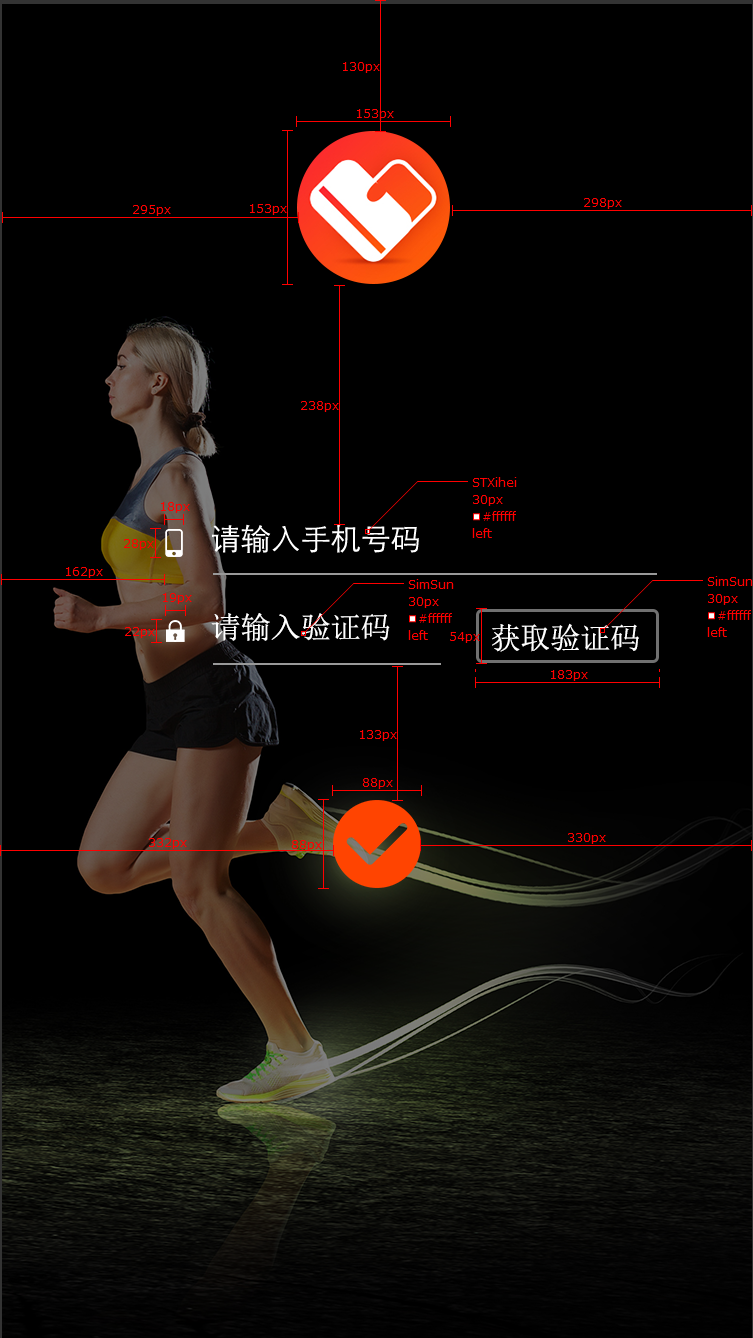 130px
153px
295px
153px
298px
238px
STXihei
30px
#ffffff
left
18px
28px
请输入手机号码
162px
SimSun
30px
#ffffff
left
SimSun
30px
#ffffff
left
请输入验证码
54px
获取验证码
183px
133px
88px
88px
330px